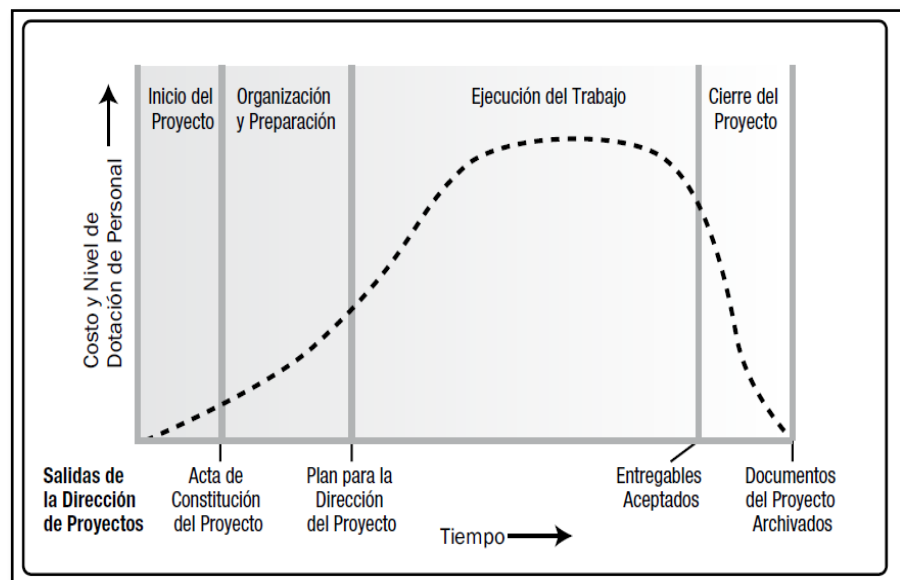 Inicio del
Proyecto
Organización
y Preparación
Ejecución del Trabajo
Cierre del
Proyecto
Costo y Nivel de
Dotación de Personal
Salidas de
la Dirección
de Proyectos
Acta de
Constitución
del Proyecto
Plan para la
Dirección
del Proyecto
Entregables
Aceptados
Documentos
del Proyecto
Archivados
Tiempo